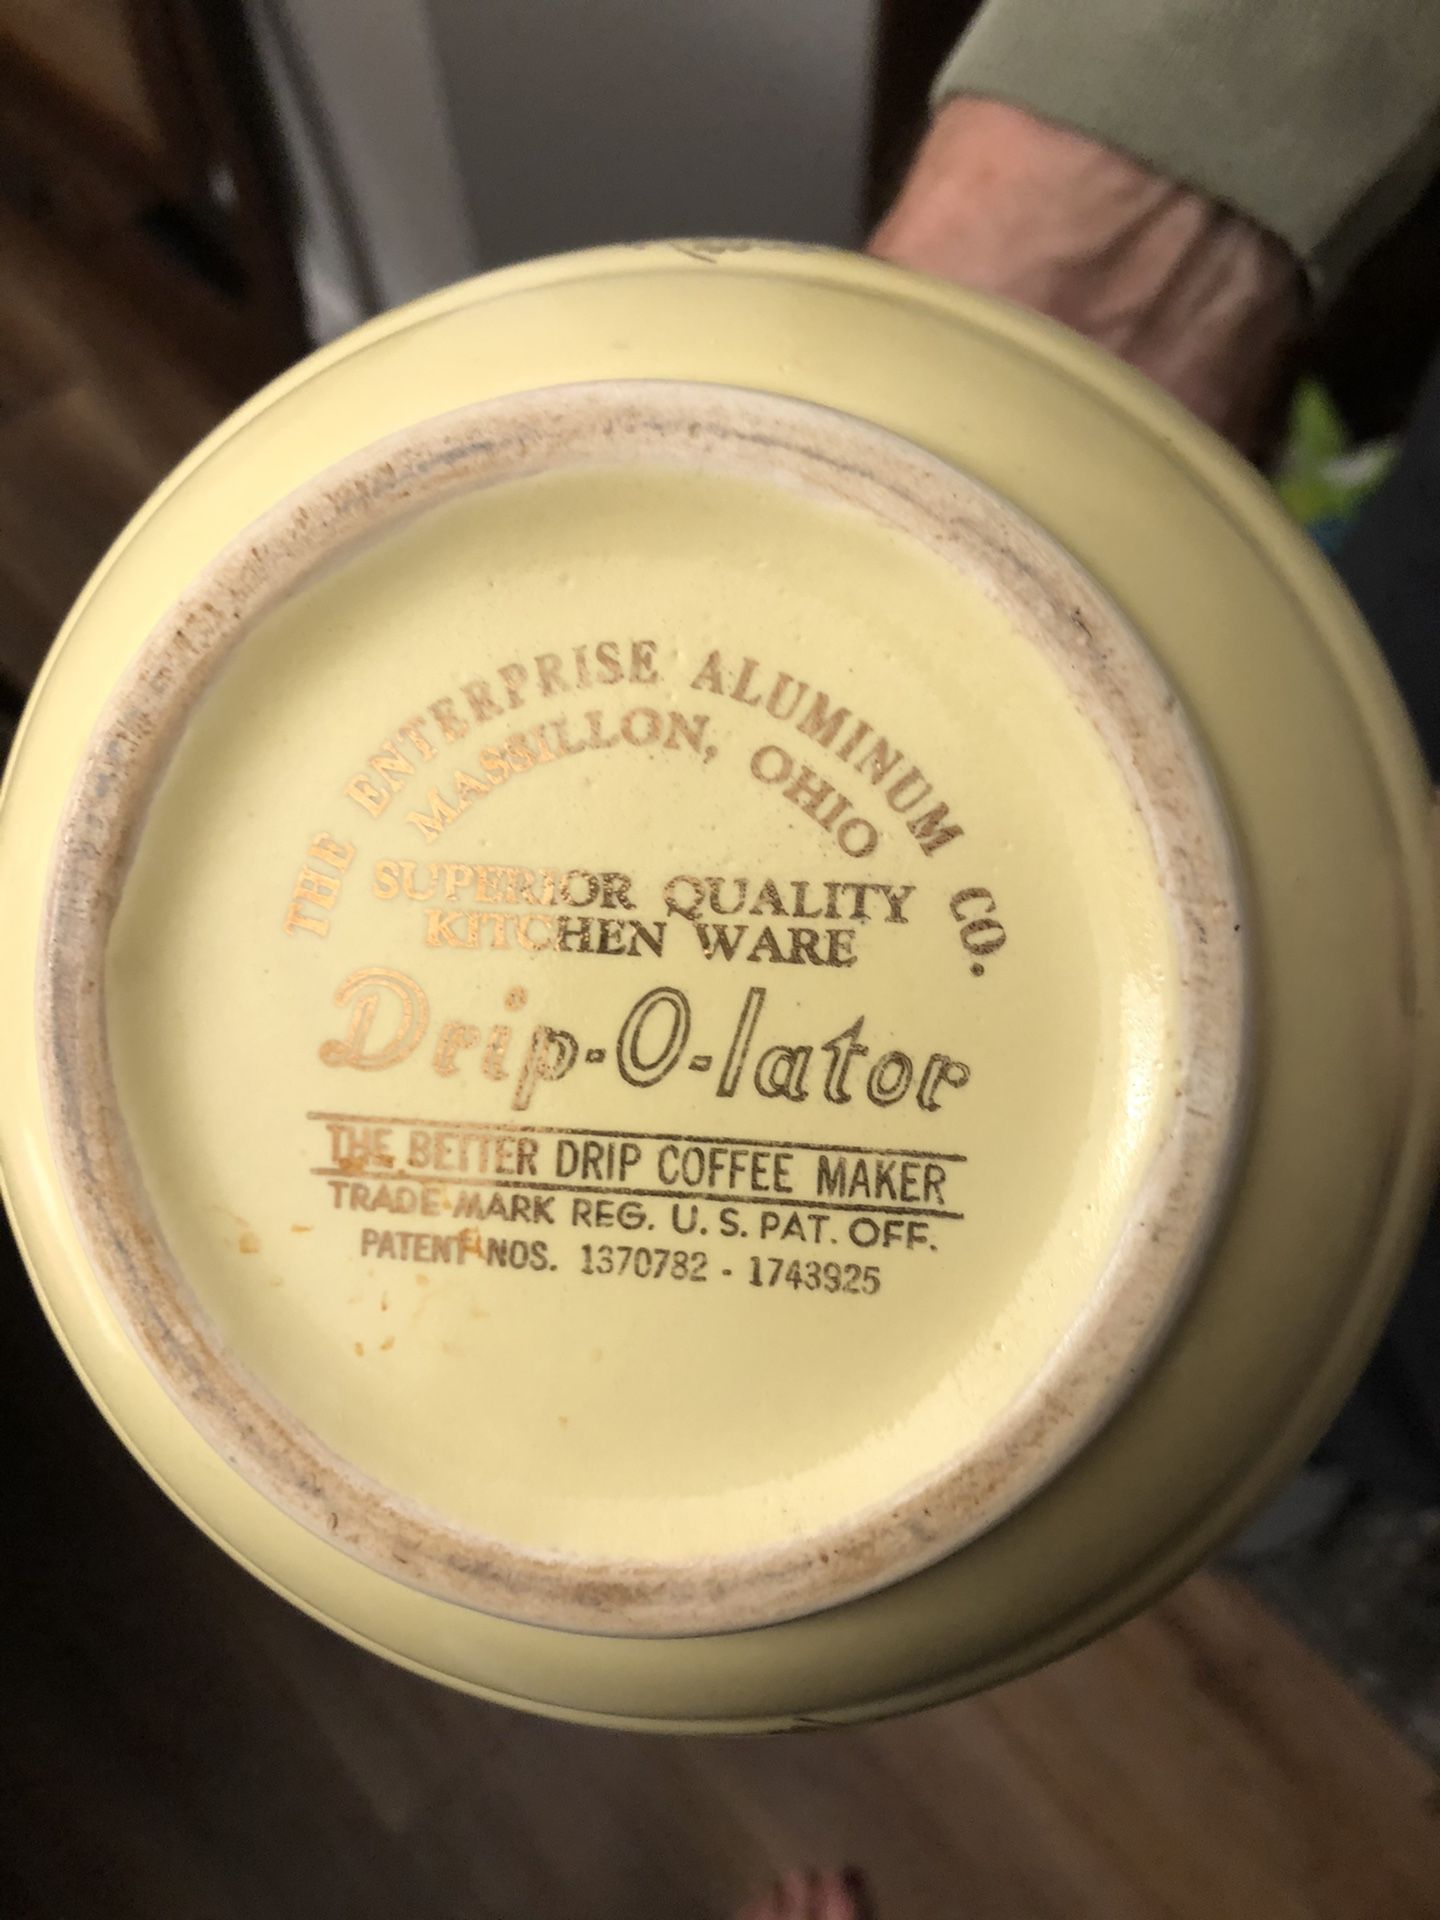 THE ENTERPRISE ALUMINUM CO.
MASSILLON, OHIO
SUPERIOR QUALITY
KITCHEN WARE
Drip-O-lator
THE BETTER DRIP COFFEE MAKER
TRADE MARK REG. U. S. PAT. OFF.
PATENT NOS. 1370782 - 1743925